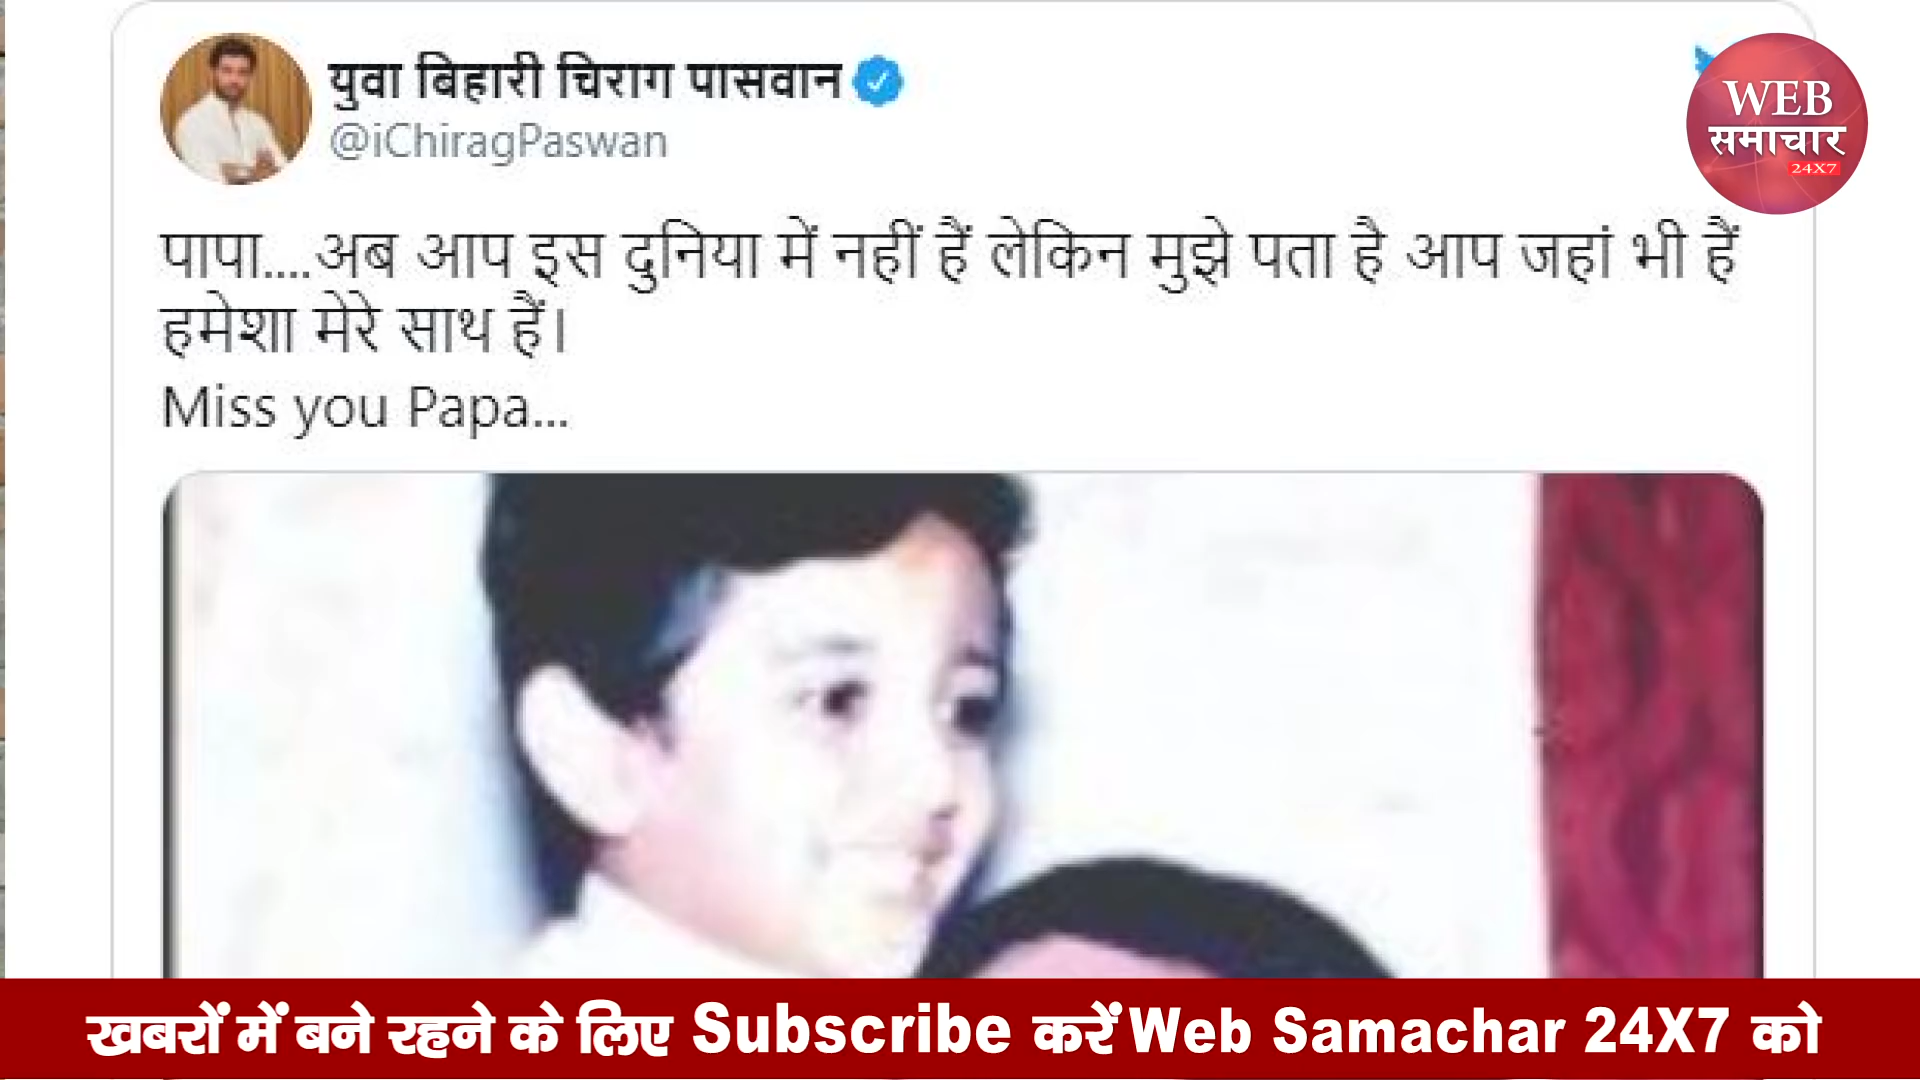 युवा बिहारी चिराग पासवान
@iChiragPaswan
WEB
समाचार
24X7
पापा....अब आप इस दुनिया में नहीं हैं लेकिन मुझे पता है आप जहां भी हैं
हमेशा मेरे साथ हैं।
Miss you Papa...
खबरों में बने रहने के लिए Subscribe करें Web Samachar 24X7 को